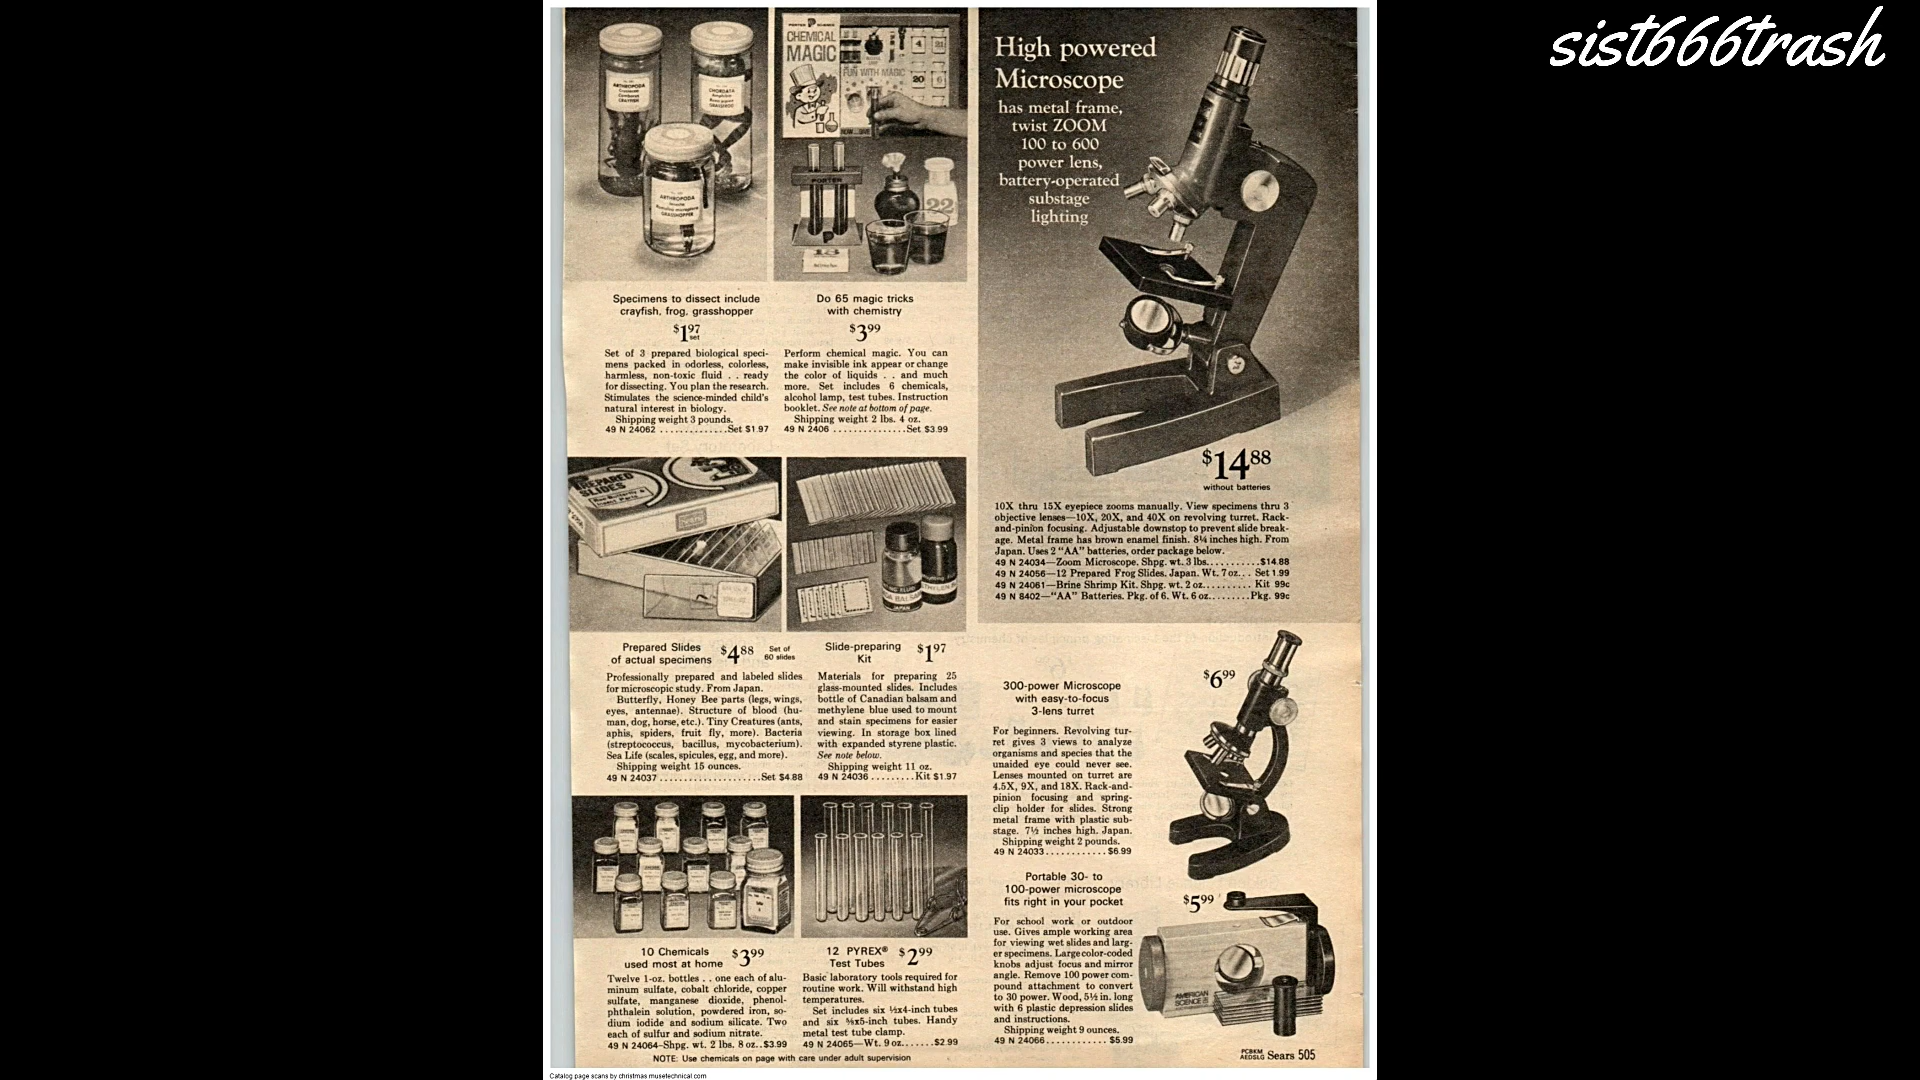 sist666trash
ARTHROPODA
CRAYFISH
CHORDATA
ARTHROPODA
GRASSHOPPER
PORTER P SCIENCE
CHEMICAL
MAGIC
FUN WITH MAGIC
4
20
6
PORTER
P
22
13
Specimens to dissect include
crayfish, frog, grasshopper
$1.97
set
Set of 3 prepared biological speci-
mens packed in odorless, colorless,
harmless, non-toxic fluid . . ready
for dissecting. You plan the research.
Stimulates the science-minded child's
natural interest in biology.
Shipping weight 3 pounds.
49 N 24062 .............Set $1.97
Do 65 magic tricks
with chemistry
$3.99
Perform chemical magic. You can
make invisible ink appear or change
the color of liquids . . and much
more. Set includes 6 chemicals,
alcohol lamp, test tubes. Instruction
booklet. See note at bottom of page.
Shipping weight 2 lbs. 4 oz.
49 N 2406 ..............Set $3.99
High powered
Microscope
has metal frame,
twist ZOOM
100 to 600
power lens,
battery-operated
substage
lighting
$14.88
without batteries
10X thru 15X eyepiece zooms manually. View specimens thru 3
objective lenses—10X, 20X, and 40X on revolving turret. Rack-
and-pinion focusing. Adjustable downstop to prevent slide break-
age. Metal frame has brown enamel finish. 8¼ inches high. From
Japan. Uses 2 "AA" batteries, order package below.
49 N 24034—Zoom Microscope. Shpg. wt. 3 lbs...........$14.88
49 N 24056—12 Prepared Frog Slides. Japan. Wt. 7 oz... Set 1.99
49 N 24061—Brine Shrimp Kit. Shpg. wt. 2 oz.......... Kit 99c
49 N 8402—"AA" Batteries. Pkg. of 6. Wt. 6 oz.........Pkg. 99c
PREPARED
SLIDES
JAPAN
Prepared Slides
of actual specimens
$4.88
Set of
60 slides
Professionally prepared and labeled slides
for microscopic study. From Japan.
Butterfly, Honey Bee parts (legs, wings,
eyes, antennae). Structure of blood (hu-
man, dog, horse, etc.). Tiny Creatures (ants,
aphis, spiders, fruit fly, more). Bacteria
(streptococcus, bacillus, mycobacterium).
Sea Life (scales, spicules, egg, and more).
Shipping weight 15 ounces.
49 N 24037 .....................Set $4.88
Slide-preparing
Kit
$1.97
Materials for preparing 25
glass-mounted slides. Includes
bottle of Canadian balsam and
methylene blue used to mount
and stain specimens for easier
viewing. In storage box lined
with expanded styrene plastic.
See note below.
Shipping weight 11 oz.
49 N 24036 .........Kit $1.97
300-power Microscope
with easy-to-focus
3-lens turret
$6.99
For beginners. Revolving tur-
ret gives 3 views to analyze
organisms and species that the
unaided eye could never see.
Lenses mounted on turret are
4.5X, 9X, and 18X. Rack-and-
pinion focusing and spring-
clip holder for slides. Strong
metal frame with plastic sub-
stage. 7½ inches high. Japan.
Shipping weight 2 pounds.
49 N 24033............$6.99
Portable 30- to
100-power microscope
fits right in your pocket
$5.99
For school work or outdoor
use. Gives ample working area
for viewing wet slides and larg-
er specimens. Large color-coded
knobs adjust focus and mirror
angle. Remove 100 power com-
pound attachment to convert
to 30 power. Wood, 5½ in. long
with 6 plastic depression slides
and instructions.
Shipping weight 9 ounces.
49 N 24066............ $5.99
AMERICAN
SCIENCE
10 Chemicals
used most at home
$3.99
Twelve 1-oz. bottles . . one each of alu-
minum sulfate, cobalt chloride, copper
sulfate, manganese dioxide, phenol-
phthalein solution, powdered iron, so-
dium iodide and sodium silicate. Two
each of sulfur and sodium nitrate.
49 N 24064–Shpg. wt. 2 lbs. 8 oz..$3.99
12 PYREX®
Test Tubes
$2.99
Basic laboratory tools required for
routine work. Will withstand high
temperatures.
Set includes six ½x4-inch tubes
and six ⅝x5-inch tubes. Handy
metal test tube clamp.
49 N 24065—Wt. 9 oz.......$2.99
NOTE: Use chemicals on page with care under adult supervision
PCBKM
AEDSLG Sears 505
Catalog page scans by christmas.musetechnical.com